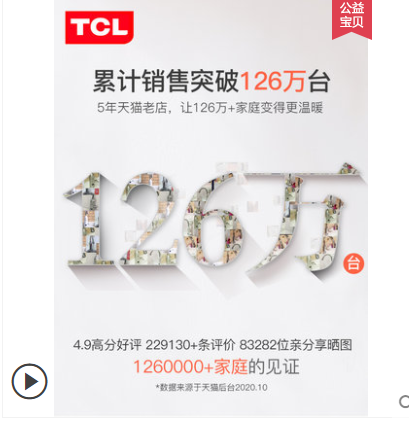 TCL
公益
宝贝
累计销售突破126万台
5年天猫老店，让126万+家庭变得更温暖
126万
台
4.9高分好评 229130+条评价 83282位亲分享晒图
1260000+家庭的见证
*数据来源于天猫后台2020.10